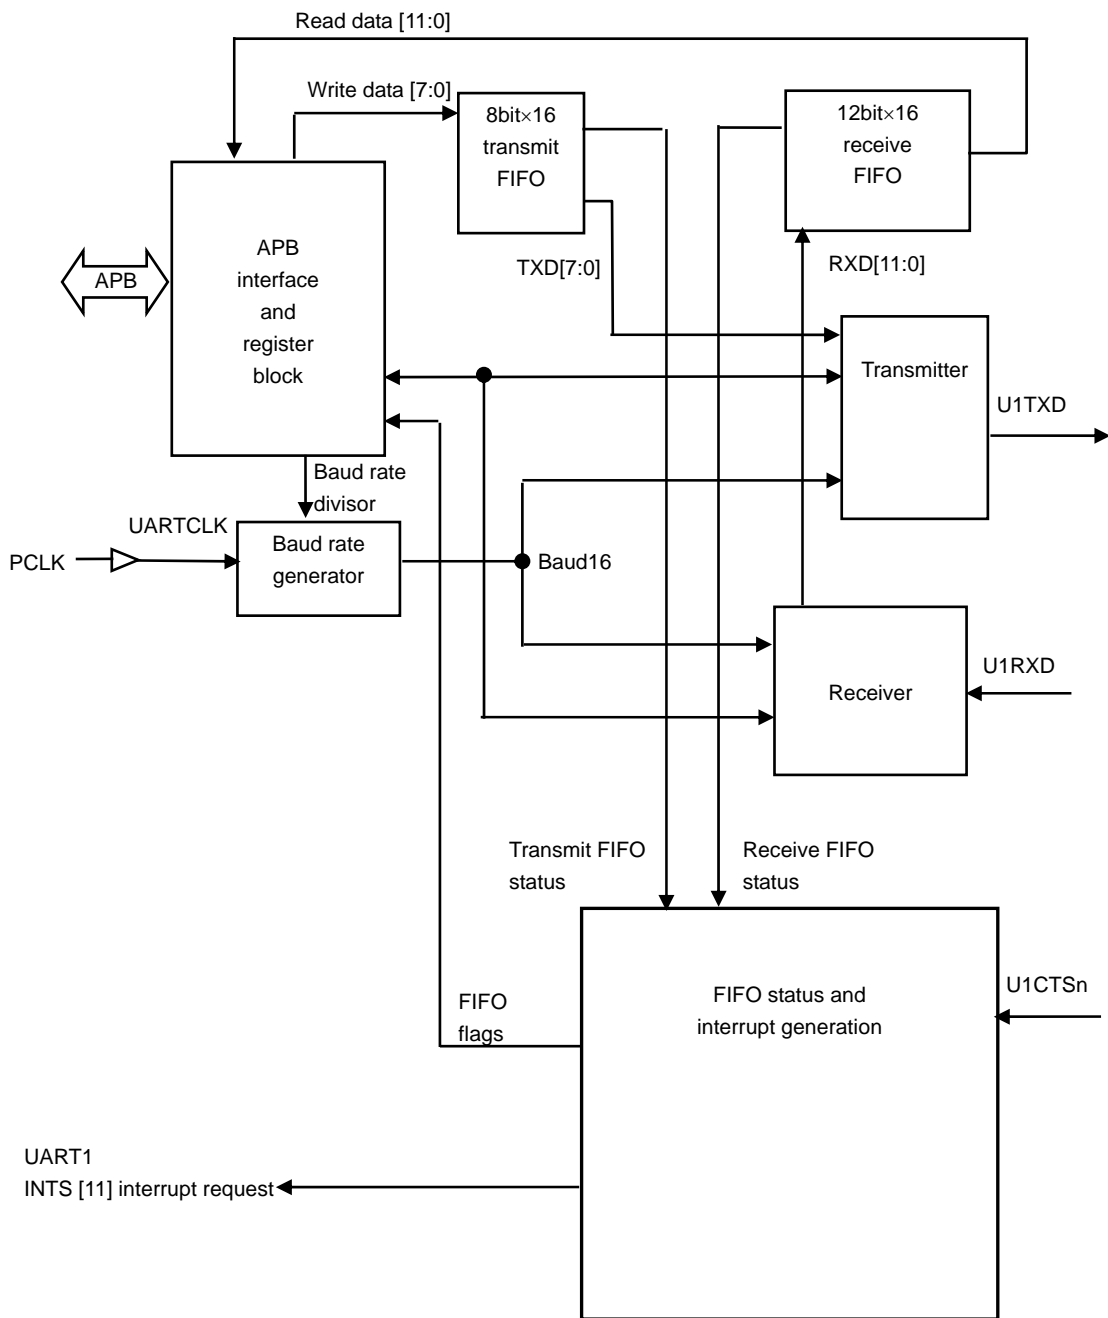 Read data [11:0]
Write data [7:0]
8bit×16
transmit
FIFO
12bit×16
receive
FIFO
APB
interface
and
register
block
APB
TXD[7:0]
RXD[11:0]
Transmitter
U1TXD
Baud rate
divisor
UARTCLK
PCLK
Baud rate
generator
Baud16
U1RXD
Receiver
Transmit FIFO
status
Receive FIFO
status
U1CTSn
FIFO
flags
FIFO status and
interrupt generation
UART1
INTS [11] interrupt request